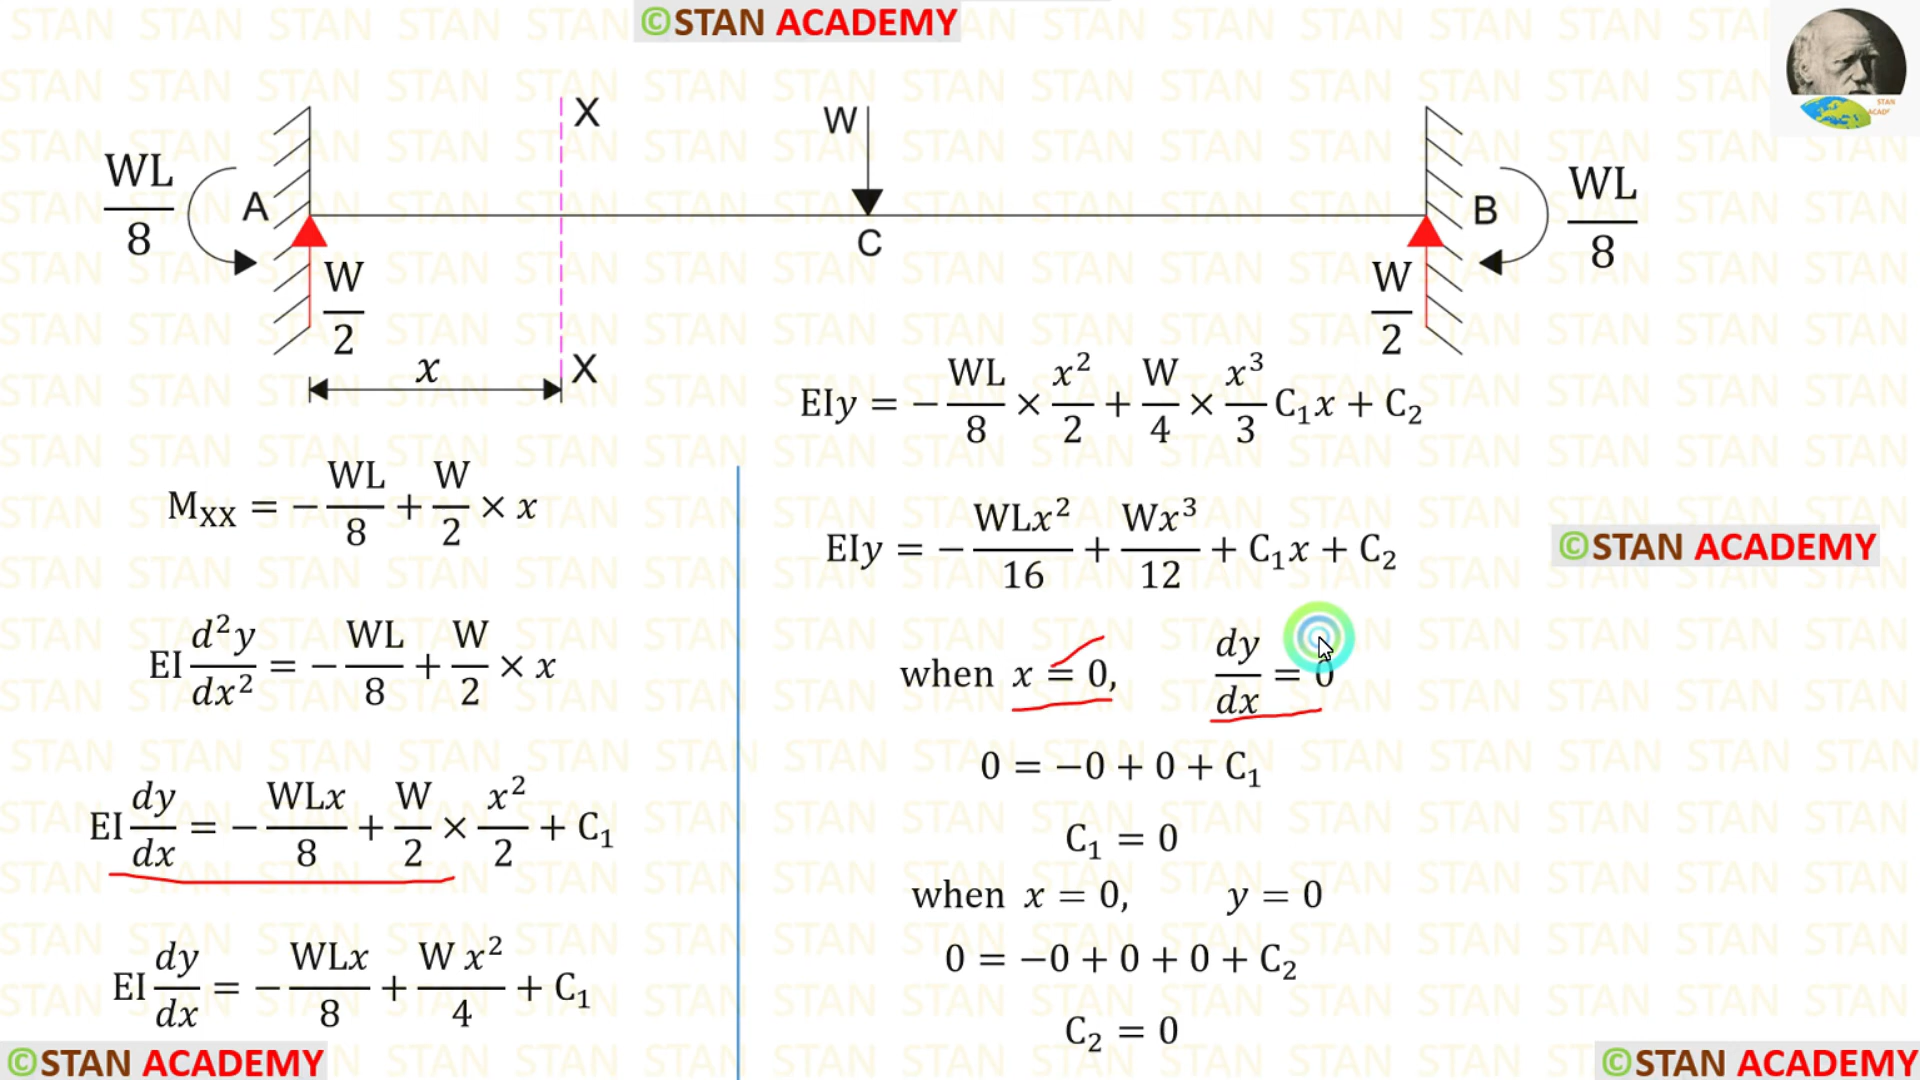 ©STAN ACADEMY
STAN ACADEMY
X
W
WL/8
A
B
WL/8
C
W/2
W/2
x
X
EIy = −WL/8 × x²/2 + W/4 × x³/3 C₁x + C₂
M_XX = −WL/8 + W/2 × x
EIy = −WLx²/16 + Wx³/12 + C₁x + C₂
©STAN ACADEMY
EI d²y/dx² = −WL/8 + W/2 × x
when x = 0, dy/dx = 0
0 = −0 + 0 + C₁
EI dy/dx = −WLx/8 + W/2 × x²/2 + C₁
C₁ = 0
when x = 0, y = 0
0 = −0 + 0 + 0 + C₂
EI dy/dx = −WLx/8 + W x²/4 + C₁
C₂ = 0
©STAN ACADEMY
©STAN ACADEMY